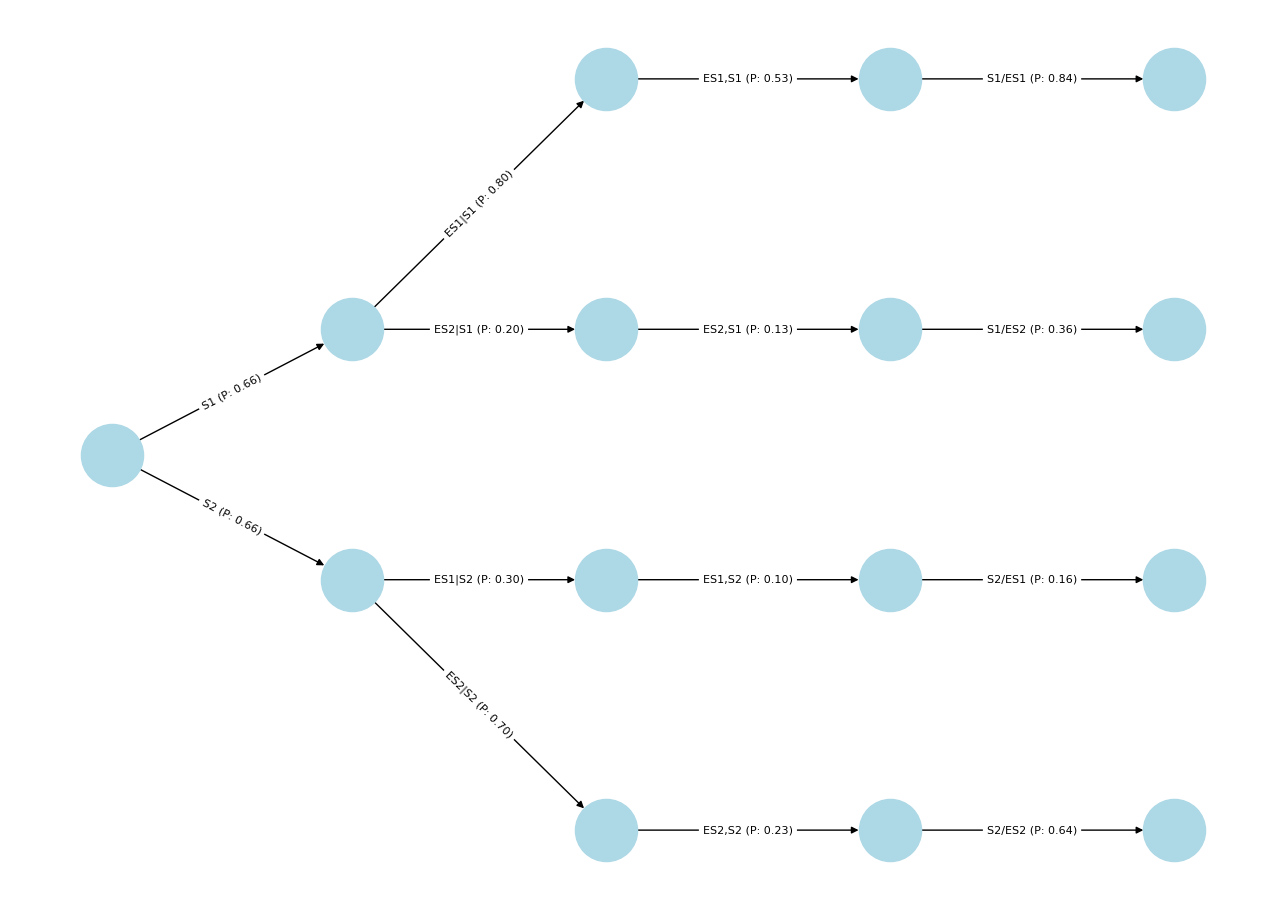 ES1,S1 (P: 0.53)
S1/ES1 (P: 0.84)
ES1|S1 (P: 0.80)
ES2|S1 (P: 0.20)
ES2,S1 (P: 0.13)
S1/ES2 (P: 0.36)
S1 (P: 0.66)
S2 (P: 0.66)
ES1|S2 (P: 0.30)
ES1,S2 (P: 0.10)
S2/ES1 (P: 0.16)
ES2|S2 (P: 0.70)
ES2,S2 (P: 0.23)
S2/ES2 (P: 0.64)